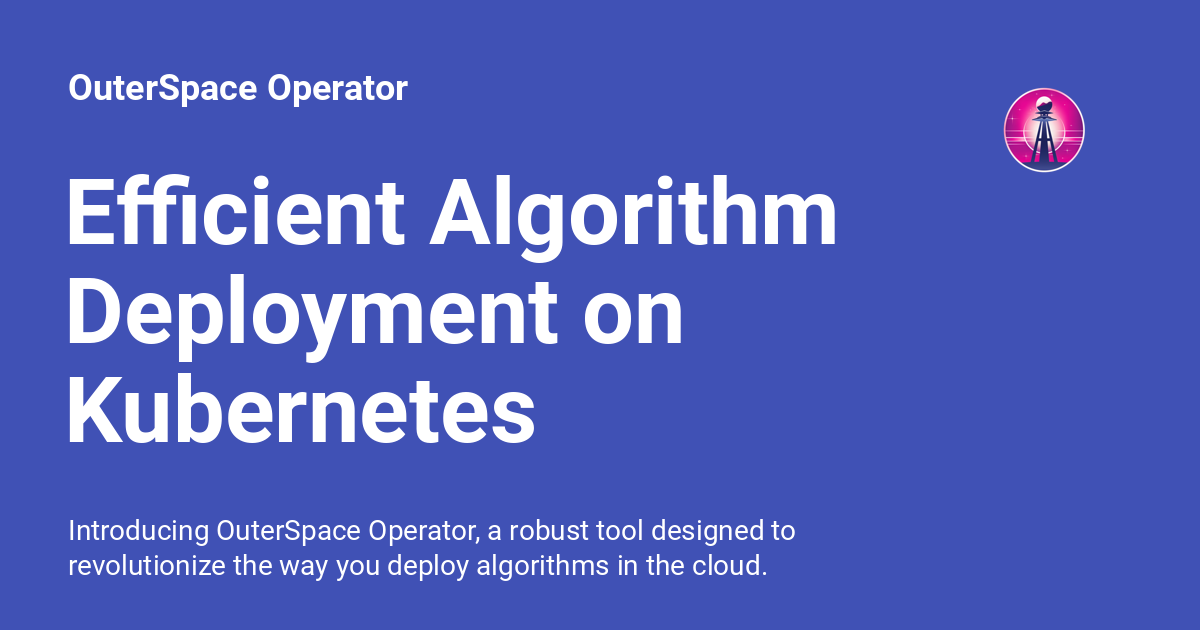 OuterSpace Operator
Efficient Algorithm
Deployment on
Kubernetes
Introducing OuterSpace Operator, a robust tool designed to
revolutionize the way you deploy algorithms in the cloud.